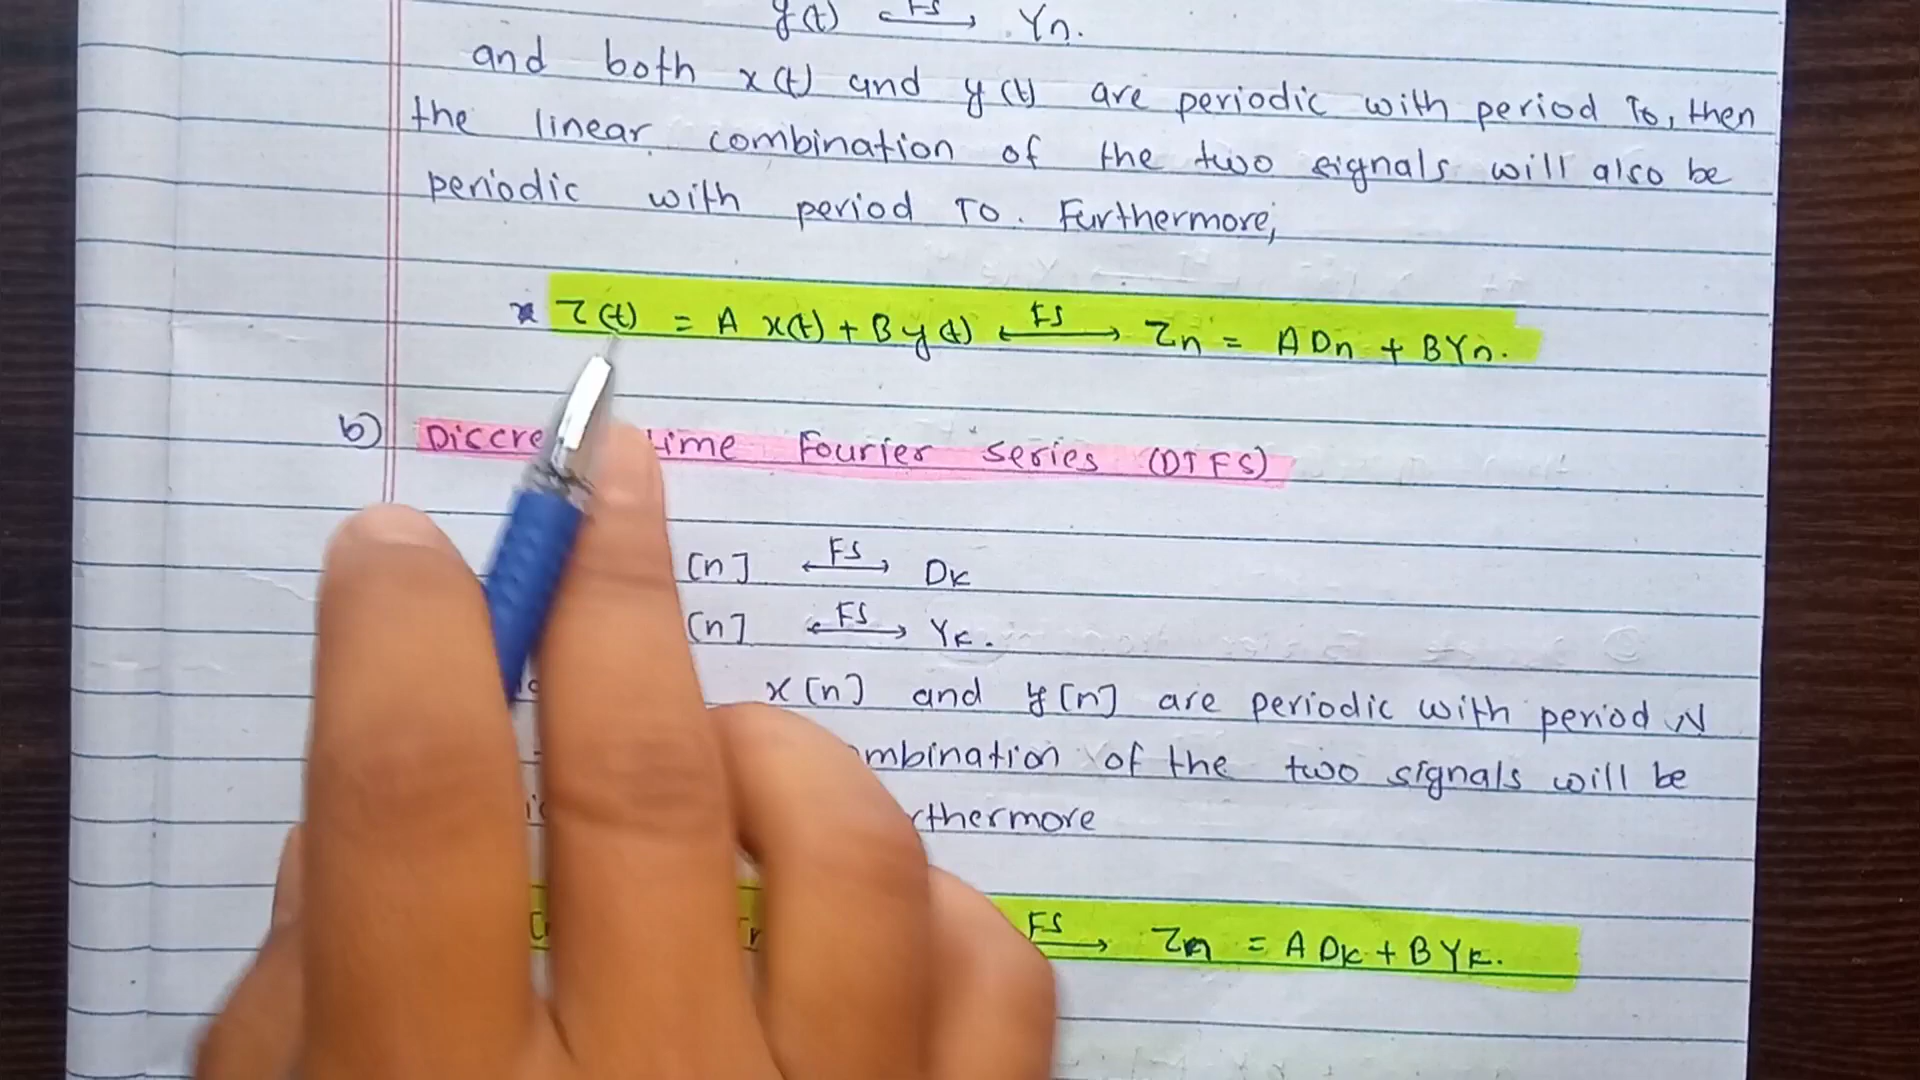 y(t) ⟷FS Yn.
and both x(t) and y(t) are periodic with period To, then
the linear combination of the two signals will also be
periodic with period To. Furthermore,
* Z(t) = A x(t) + B y(t) ⟷FS Zn = A Dn + B Yn.
b) Discre time Fourier series (DTFS)
[n] ⟷FS Dk
[n] ⟷FS Yk.
x[n] and y[n] are periodic with period N
mbination of the two signals will be
rthermore
FS⟶ Zn = A Dk + B Yk.